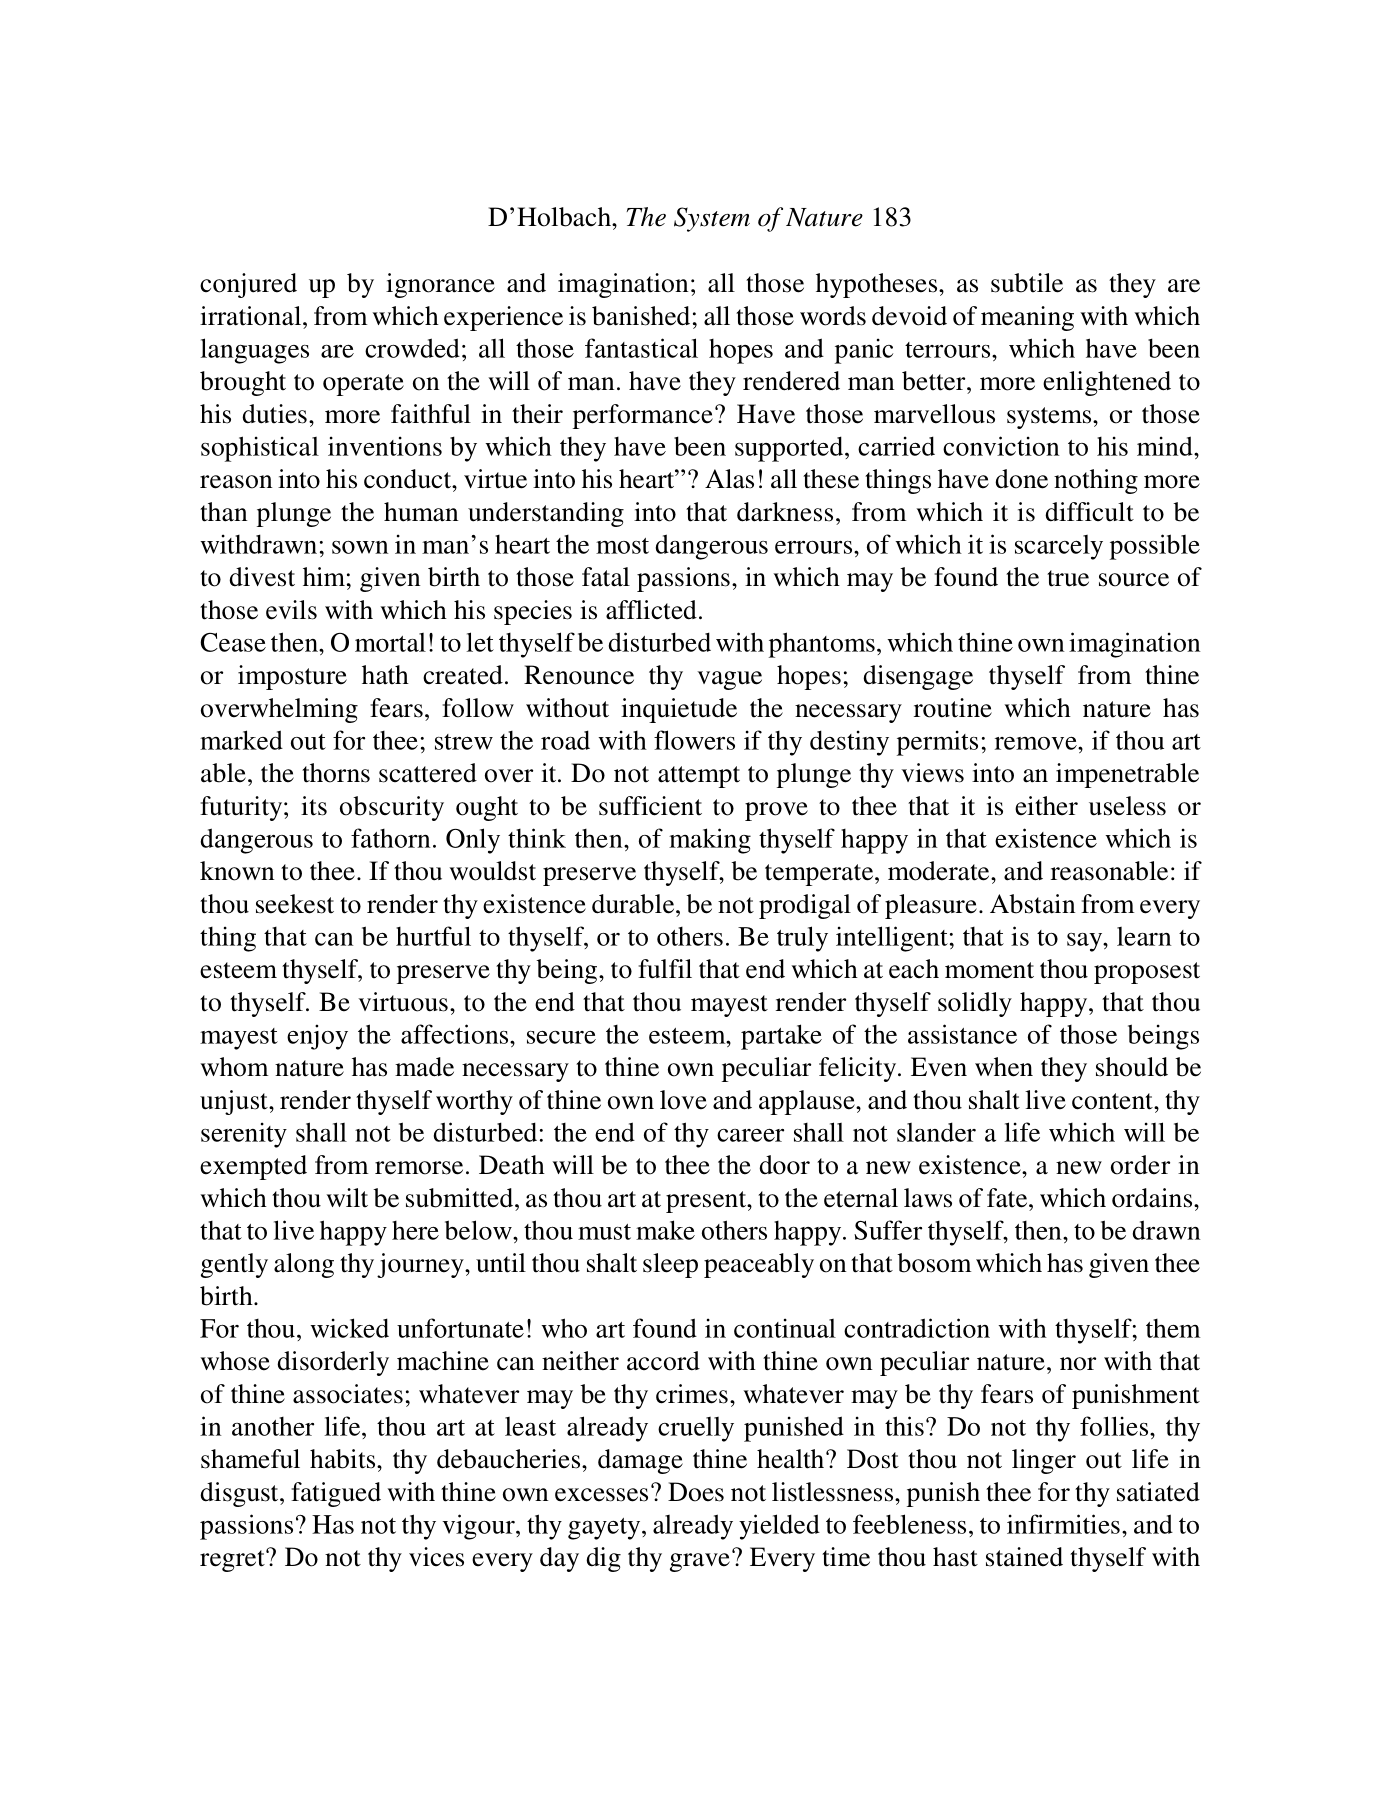 D’Holbach, The System of Nature 183
conjured up by ignorance and imagination; all those hypotheses, as subtile as they are
irrational, from which experience is banished; all those words devoid of meaning with which
languages are crowded; all those fantastical hopes and panic terrours, which have been
brought to operate on the will of man. have they rendered man better, more enlightened to
his duties, more faithful in their performance? Have those marvellous systems, or those
sophistical inventions by which they have been supported, carried conviction to his mind,
reason into his conduct, virtue into his heart”? Alas! all these things have done nothing more
than plunge the human understanding into that darkness, from which it is difficult to be
withdrawn; sown in man’s heart the most dangerous errours, of which it is scarcely possible
to divest him; given birth to those fatal passions, in which may be found the true source of
those evils with which his species is afflicted.
Cease then, O mortal! to let thyself be disturbed with phantoms, which thine own imagination
or imposture hath created. Renounce thy vague hopes; disengage thyself from thine
overwhelming fears, follow without inquietude the necessary routine which nature has
marked out for thee; strew the road with flowers if thy destiny permits; remove, if thou art
able, the thorns scattered over it. Do not attempt to plunge thy views into an impenetrable
futurity; its obscurity ought to be sufficient to prove to thee that it is either useless or
dangerous to fathorn. Only think then, of making thyself happy in that existence which is
known to thee. If thou wouldst preserve thyself, be temperate, moderate, and reasonable: if
thou seekest to render thy existence durable, be not prodigal of pleasure. Abstain from every
thing that can be hurtful to thyself, or to others. Be truly intelligent; that is to say, learn to
esteem thyself, to preserve thy being, to fulfil that end which at each moment thou proposest
to thyself. Be virtuous, to the end that thou mayest render thyself solidly happy, that thou
mayest enjoy the affections, secure the esteem, partake of the assistance of those beings
whom nature has made necessary to thine own peculiar felicity. Even when they should be
unjust, render thyself worthy of thine own love and applause, and thou shalt live content, thy
serenity shall not be disturbed: the end of thy career shall not slander a life which will be
exempted from remorse. Death will be to thee the door to a new existence, a new order in
which thou wilt be submitted, as thou art at present, to the eternal laws of fate, which ordains,
that to live happy here below, thou must make others happy. Suffer thyself, then, to be drawn
gently along thy journey, until thou shalt sleep peaceably on that bosom which has given thee
birth.
For thou, wicked unfortunate! who art found in continual contradiction with thyself; them
whose disorderly machine can neither accord with thine own peculiar nature, nor with that
of thine associates; whatever may be thy crimes, whatever may be thy fears of punishment
in another life, thou art at least already cruelly punished in this? Do not thy follies, thy
shameful habits, thy debaucheries, damage thine health? Dost thou not linger out life in
disgust, fatigued with thine own excesses? Does not listlessness, punish thee for thy satiated
passions? Has not thy vigour, thy gayety, already yielded to feebleness, to infirmities, and to
regret? Do not thy vices every day dig thy grave? Every time thou hast stained thyself with